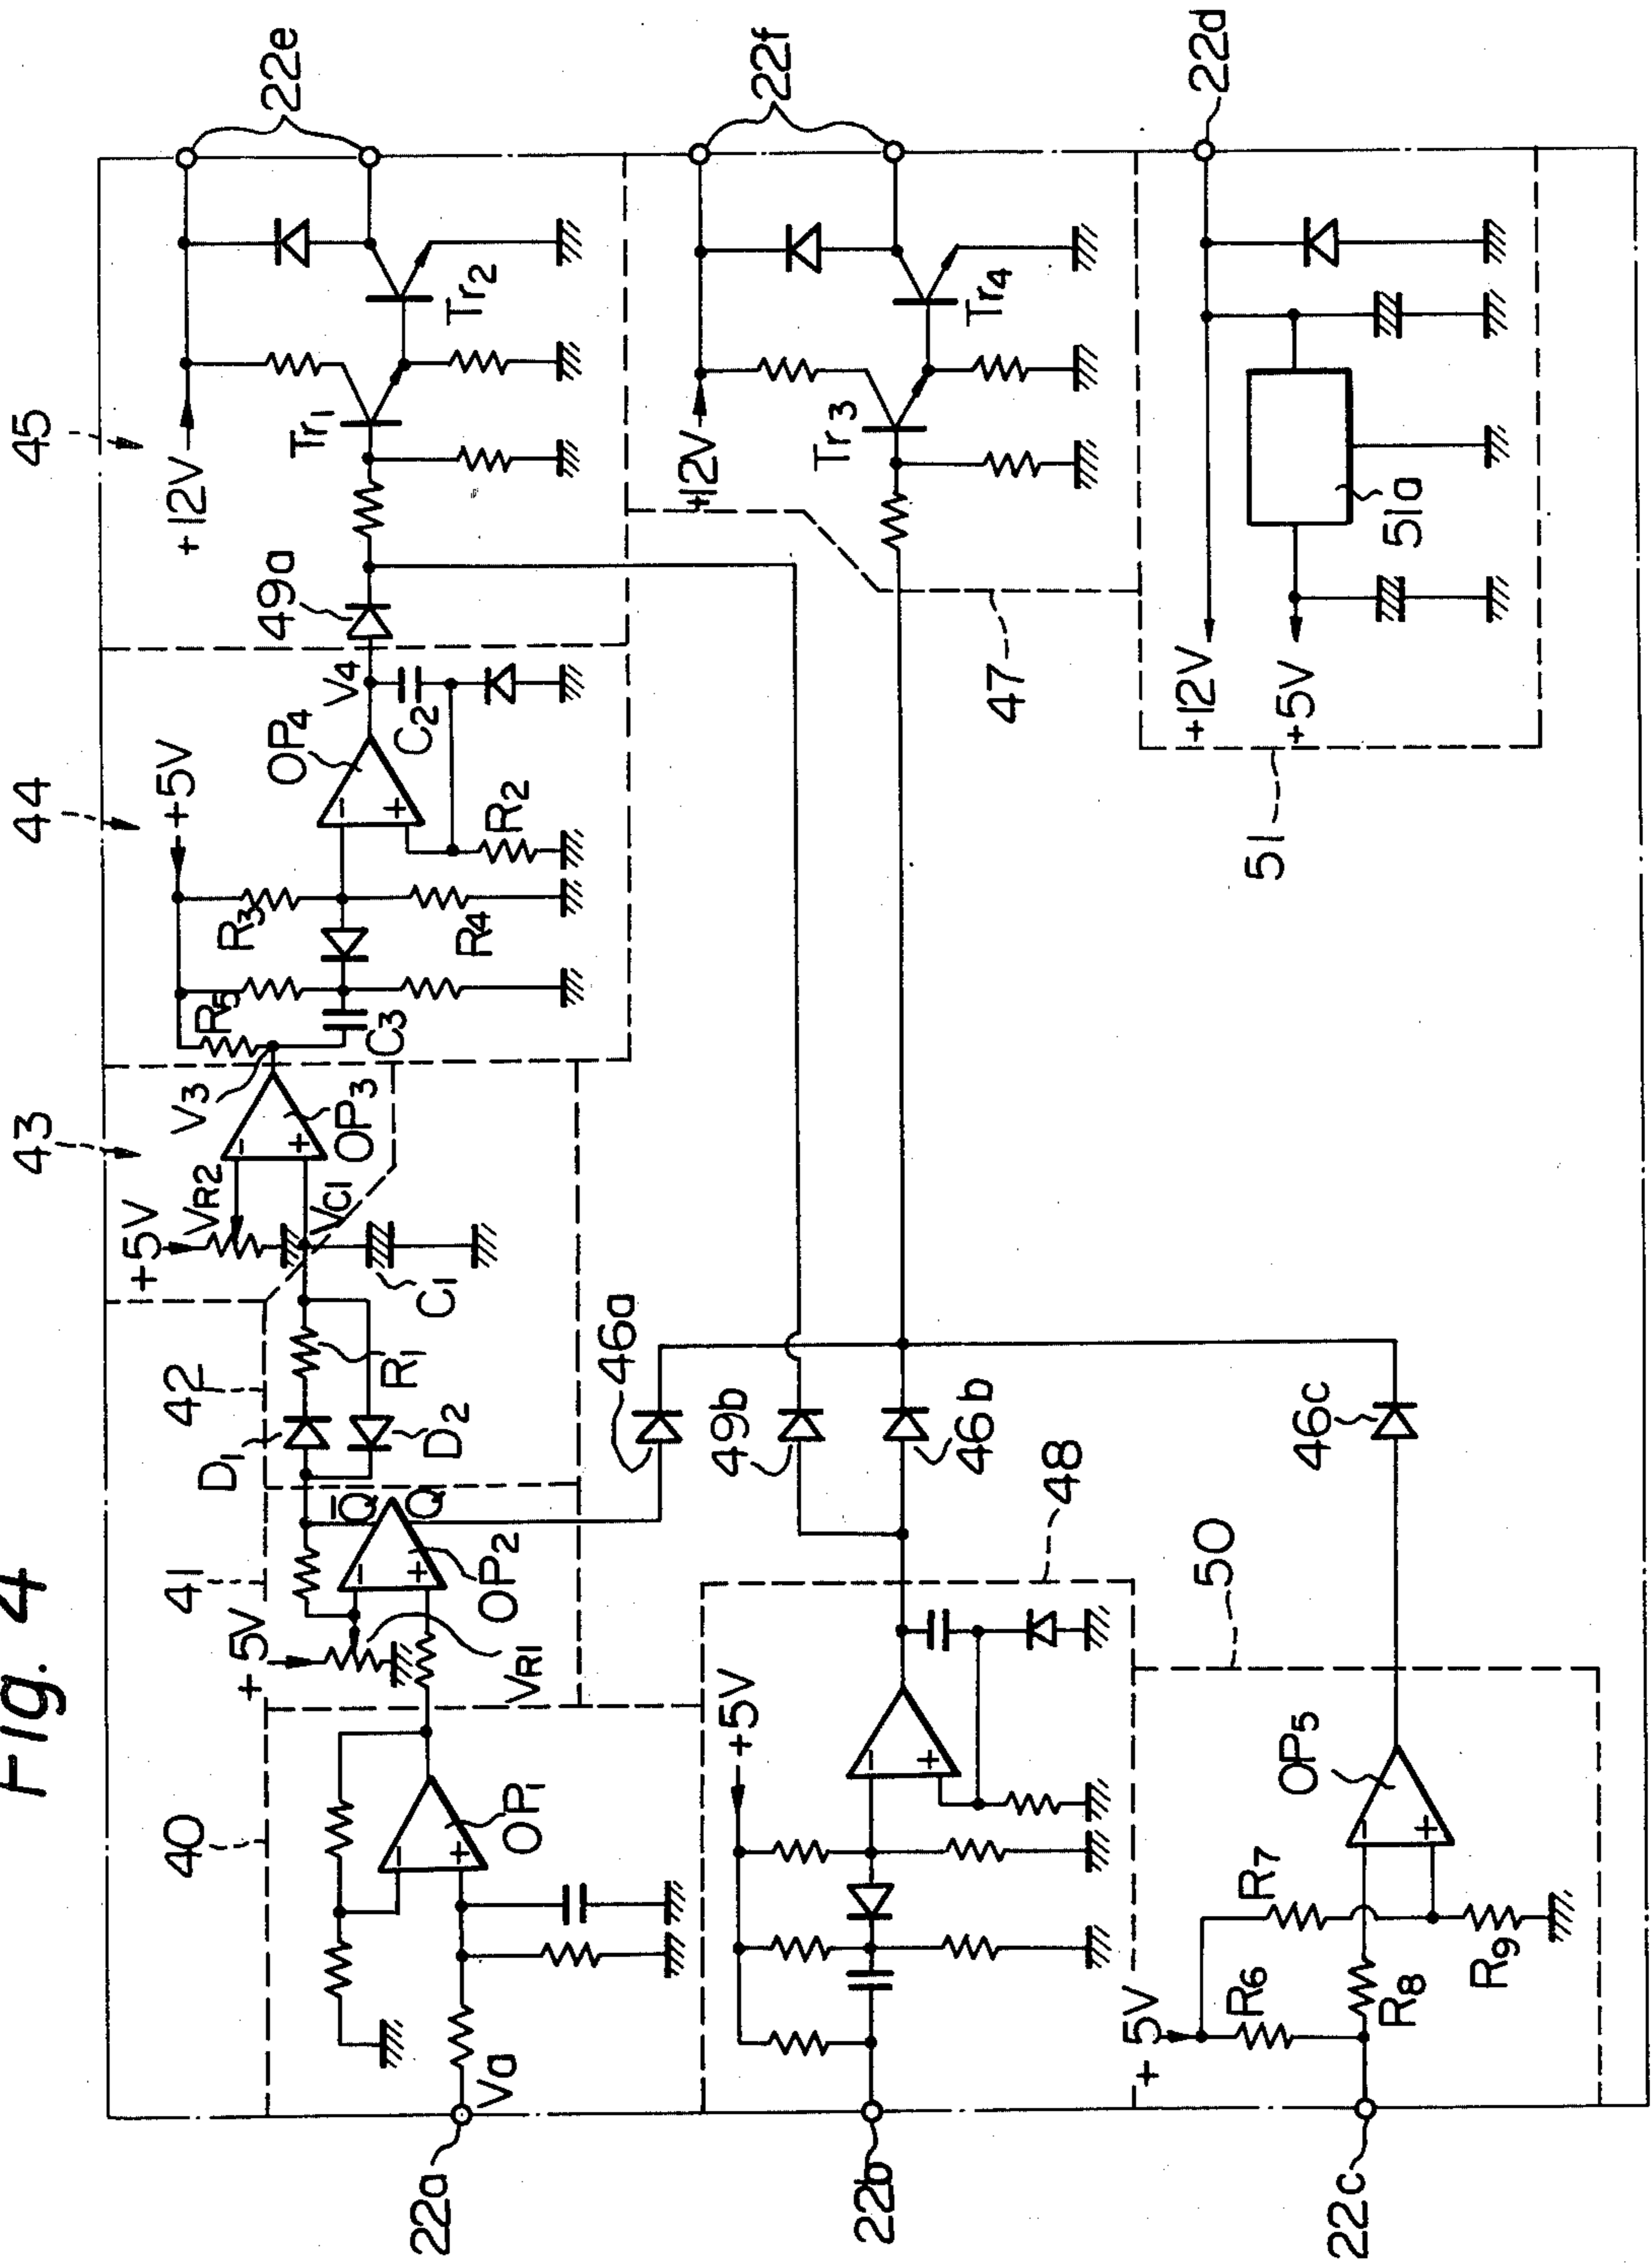 Fig. 4
40
41
42
43
44
45
+5V
+5V
+5V
+12V
22e
22a
Va
OP1
VR1
OP2
Q̅
Q
D1
D2
R1
C1
VR2
VC1
V3
OP3
R5
C3
R3
R4
R2
OP4
C2
V4
49a
Tr1
Tr2
46a
49b
46b
46c
47
+12V
Tr3
Tr4
22f
22b
+5V
48
50
22c
+5V
R6
R7
R8
R9
OP5
51
+12V
+5V
51a
22d